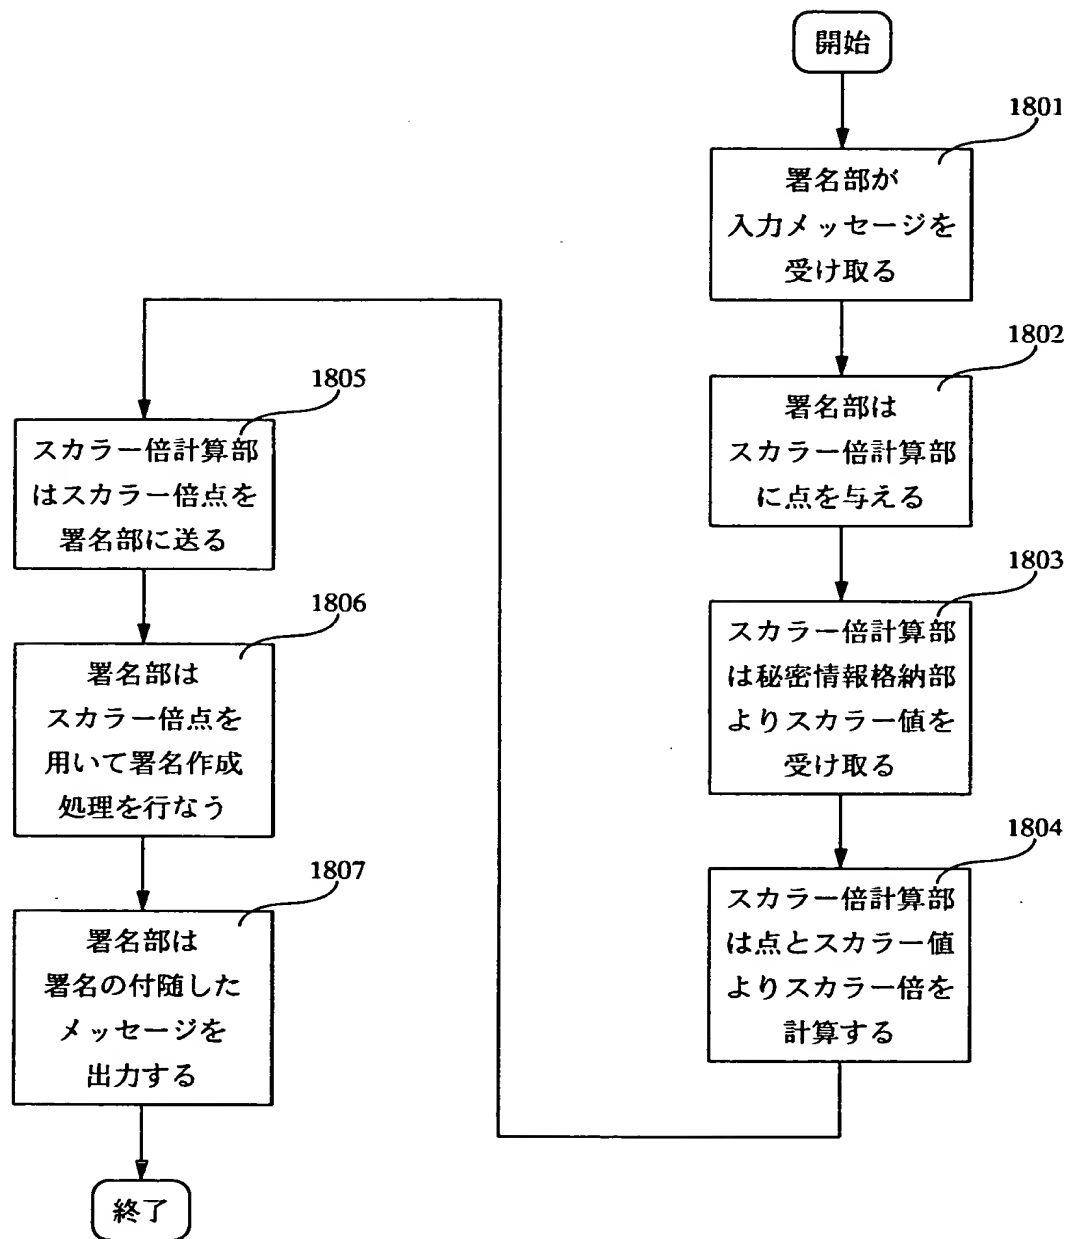 開始
1801
署名部が
入力メッセージを
受け取る
1802
署名部は
スカラー倍計算部
に点を与える
1803
スカラー倍計算部
は秘密情報格納部
よりスカラー値を
受け取る
1804
スカラー倍計算部
は点とスカラー値
よりスカラー倍を
計算する
1805
スカラー倍計算部
はスカラー倍点を
署名部に送る
1806
署名部は
スカラー倍点を
用いて署名作成
処理を行なう
1807
署名部は
署名の付随した
メッセージを
出力する
終了